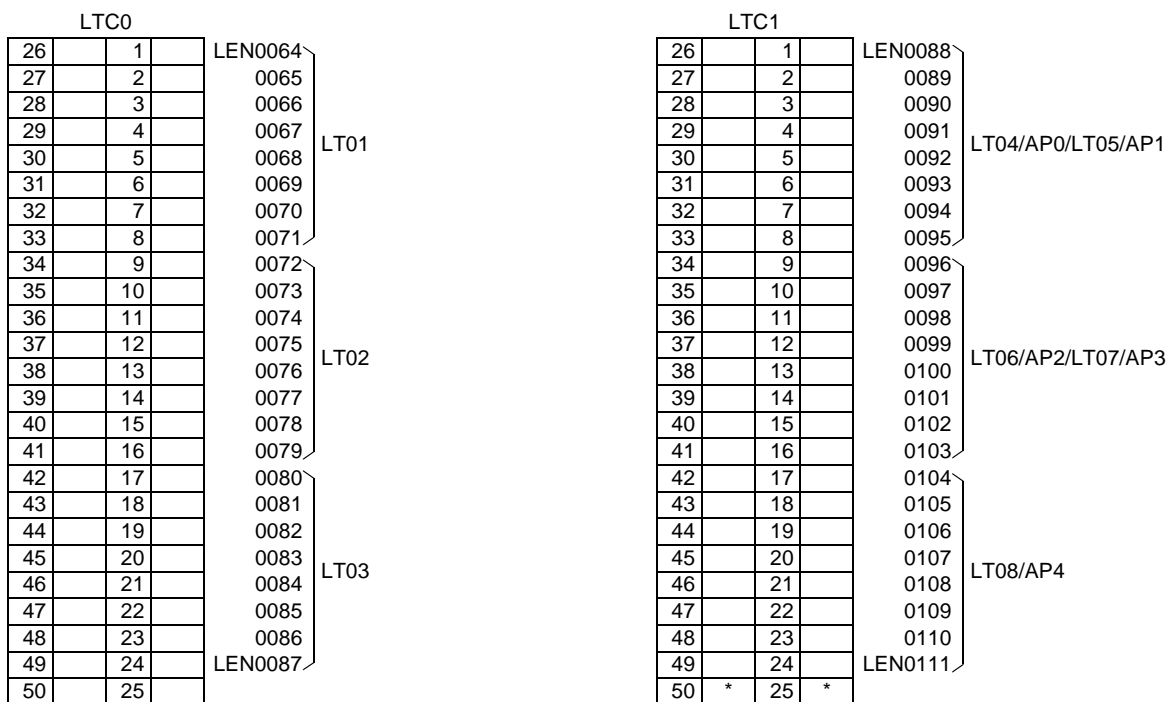 LTC0 LTC1
26 1 LEN0064 26 1 LEN0088
27 2 0065 27 2 0089
28 3 0066 28 3 0090
29 4 0067 29 4 0091
LT01 LT04/AP0/LT05/AP1
30 5 0068 30 5 0092
31 6 0069 31 6 0093
32 7 0070 32 7 0094
33 8 0071 33 8 0095
34 9 0072 34 9 0096
35 10 0073 35 10 0097
36 11 0074 36 11 0098
37 12 0075 37 12 0099
LT02 LT06/AP2/LT07/AP3
38 13 0076 38 13 0100
39 14 0077 39 14 0101
40 15 0078 40 15 0102
41 16 0079 41 16 0103
42 17 0080 42 17 0104
43 18 0081 43 18 0105
44 19 0082 44 19 0106
45 20 0083 45 20 0107
LT03 LT08/AP4
46 21 0084 46 21 0108
47 22 0085 47 22 0109
48 23 0086 48 23 0110
49 24 LEN0087 49 24 LEN0111
50 25 50 * 25 *